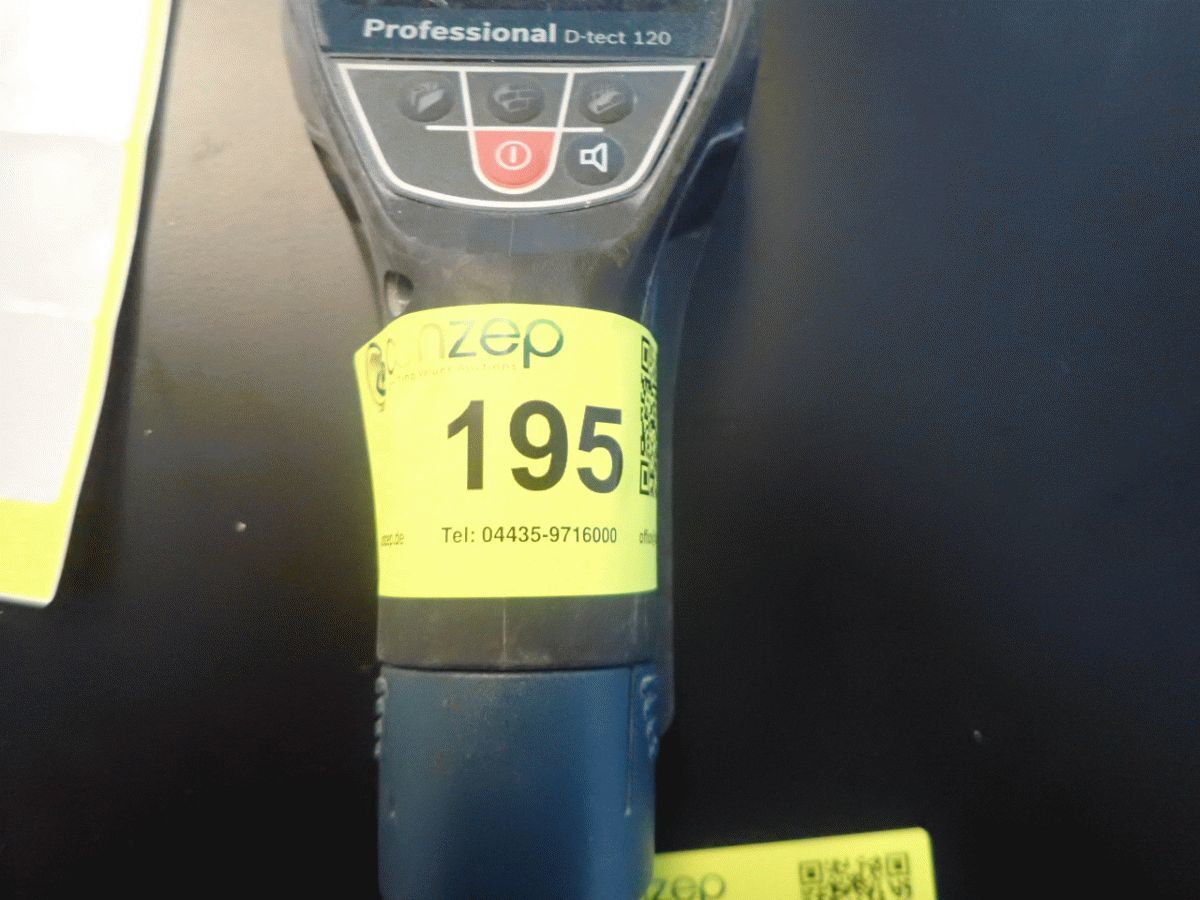 Professional D-tect 120
zep
195
Tel: 04435-9716000
zep